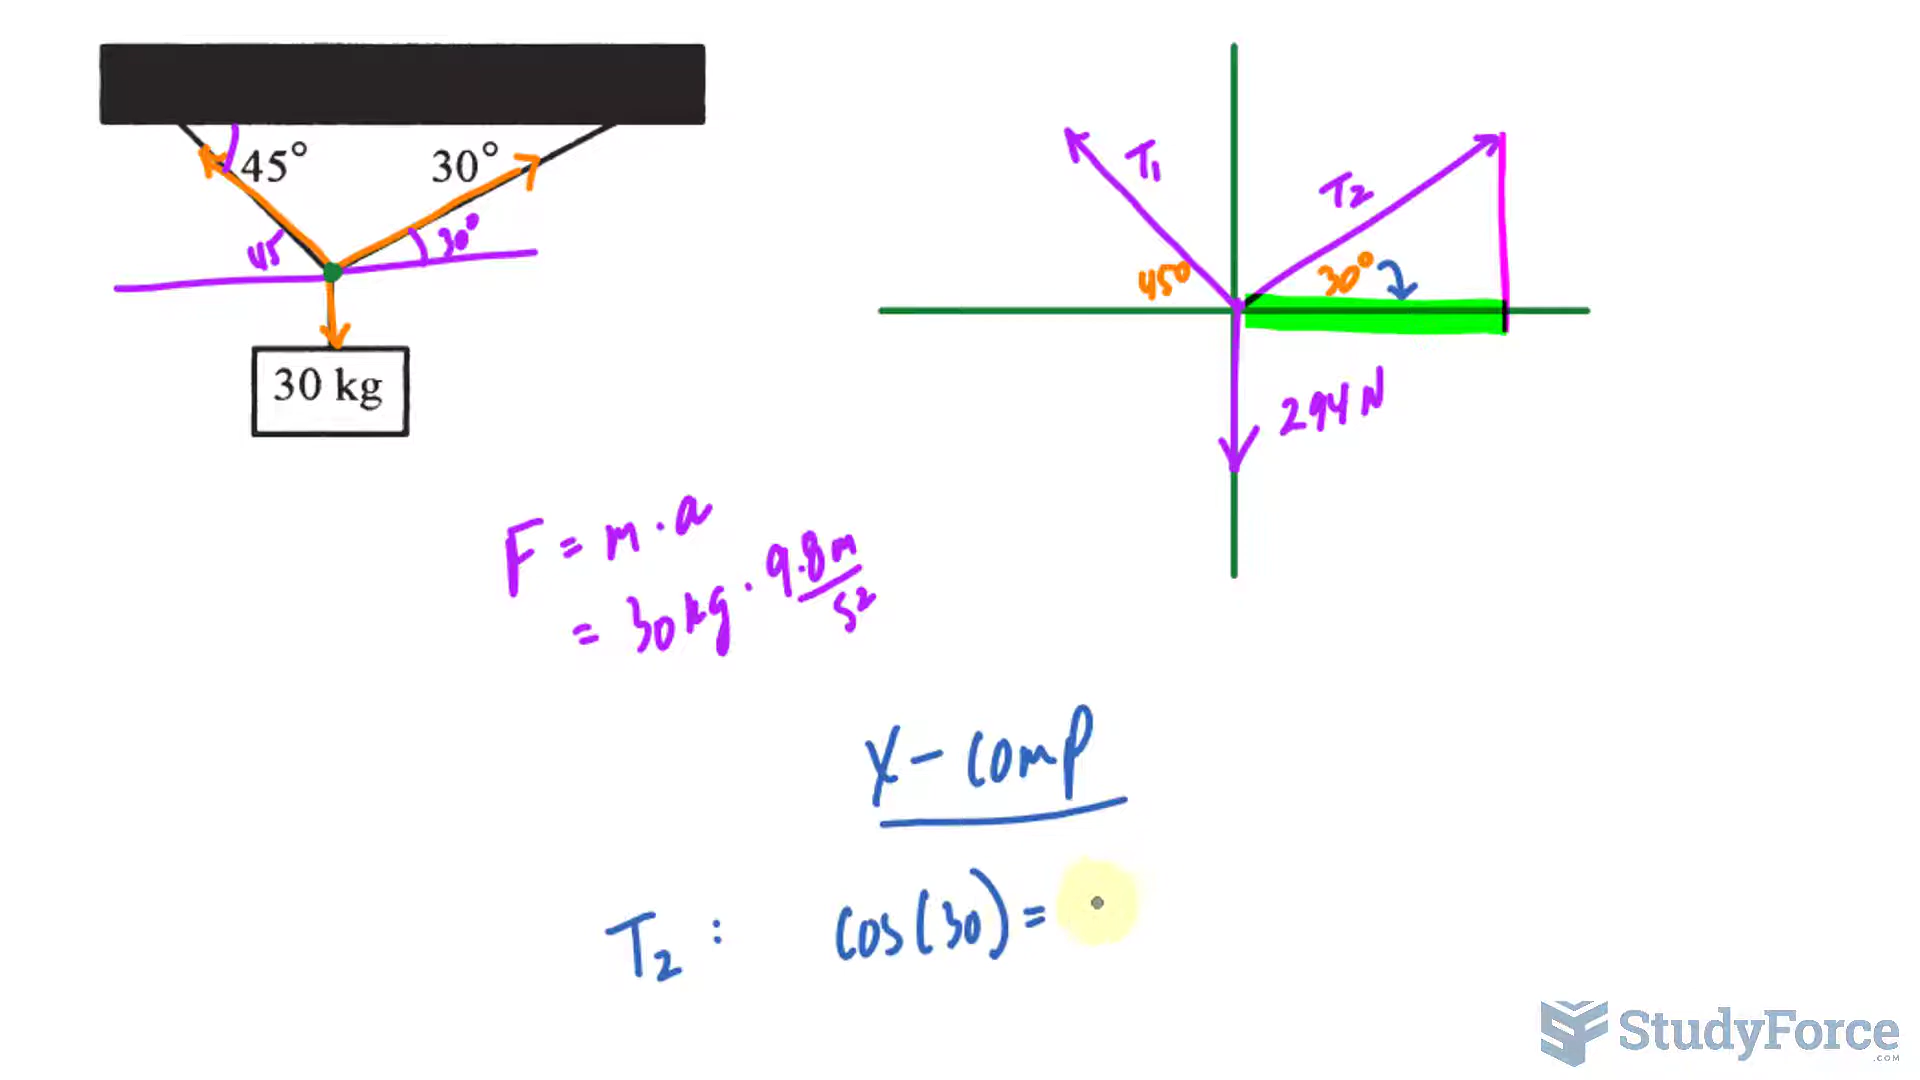 45° 30°
45 30°
30 kg
T1 T2
45° 30°
294 N
F = m · a
= 30 kg · 9.8 m/s²
X - comp
T2 : cos(30) =
StudyForce
.COM